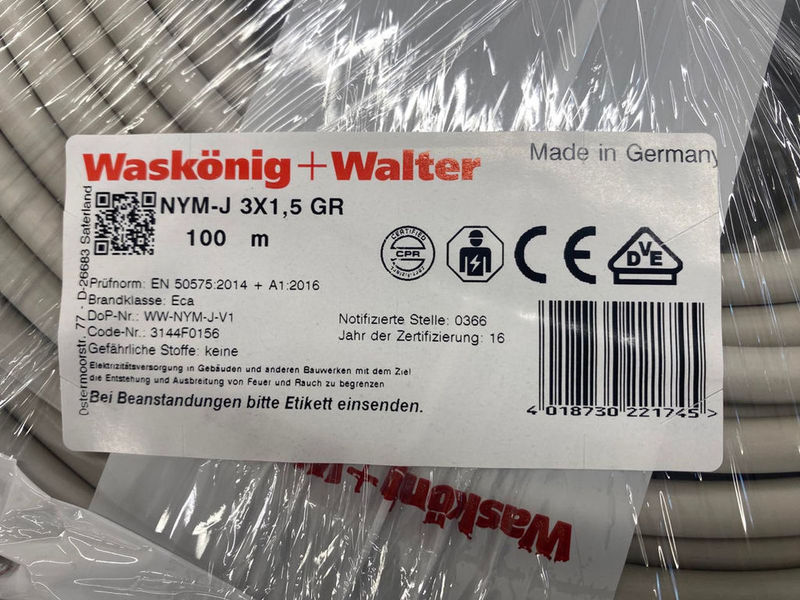 Waskönig+Walter
Made in Germany
NYM-J 3X1,5 GR
100 m
CERTIFIED
CPR
DVE
Prüfnorm: EN 50575:2014 + A1:2016
Brandklasse: Eca
DoP-Nr.: WW-NYM-J-V1
Code-Nr.: 3144F0156
Gefährliche Stoffe: keine
Notifizierte Stelle: 0366
Jahr der Zertifizierung: 16
Elektrizitätsversorgung in Gebäuden und anderen Bauwerken mit dem Ziel
die Entstehung und Ausbreitung von Feuer und Rauch zu begrenzen
Bei Beanstandungen bitte Etikett einsenden.
4 018730 221745 >
Ostermoorstr. 77 - D-26683 Saterland